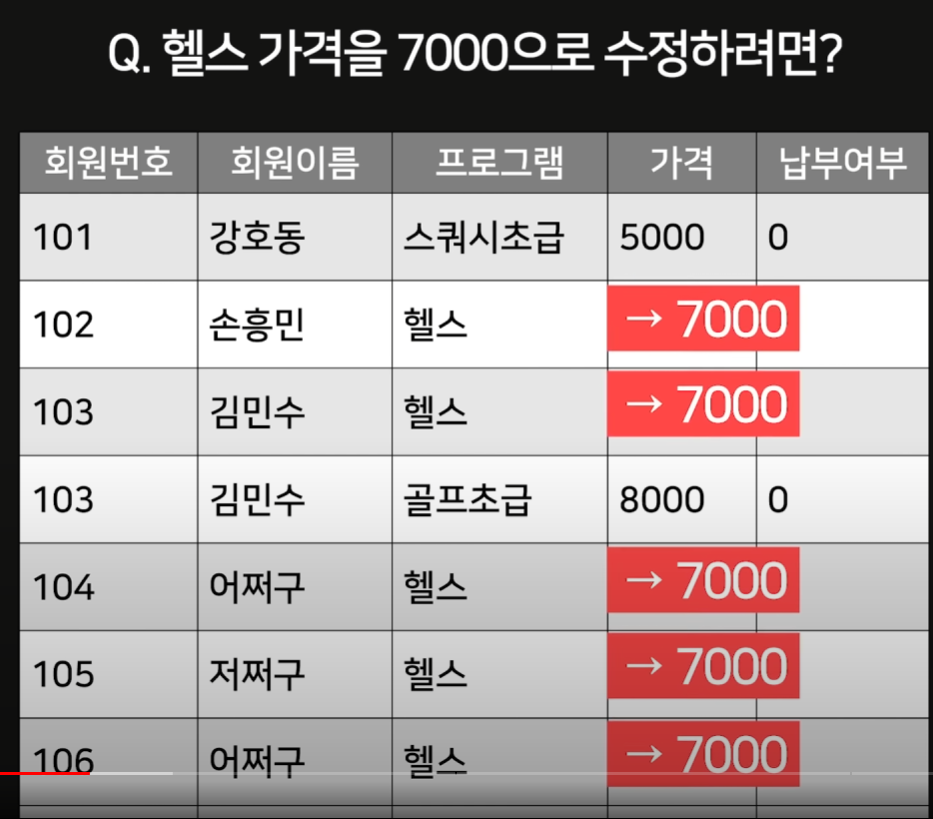 Q. 헬스 가격을 7000으로 수정하려면?
회원번호 회원이름 프로그램 가격 납부여부
101 강호동 스쿼시초급 5000 0
102 손흥민 헬스 → 7000
103 김민수 헬스 → 7000
103 김민수 골프초급 8000 0
104 어쩌구 헬스 → 7000
105 저쩌구 헬스 → 7000
106 어쩌구 헬스 → 7000